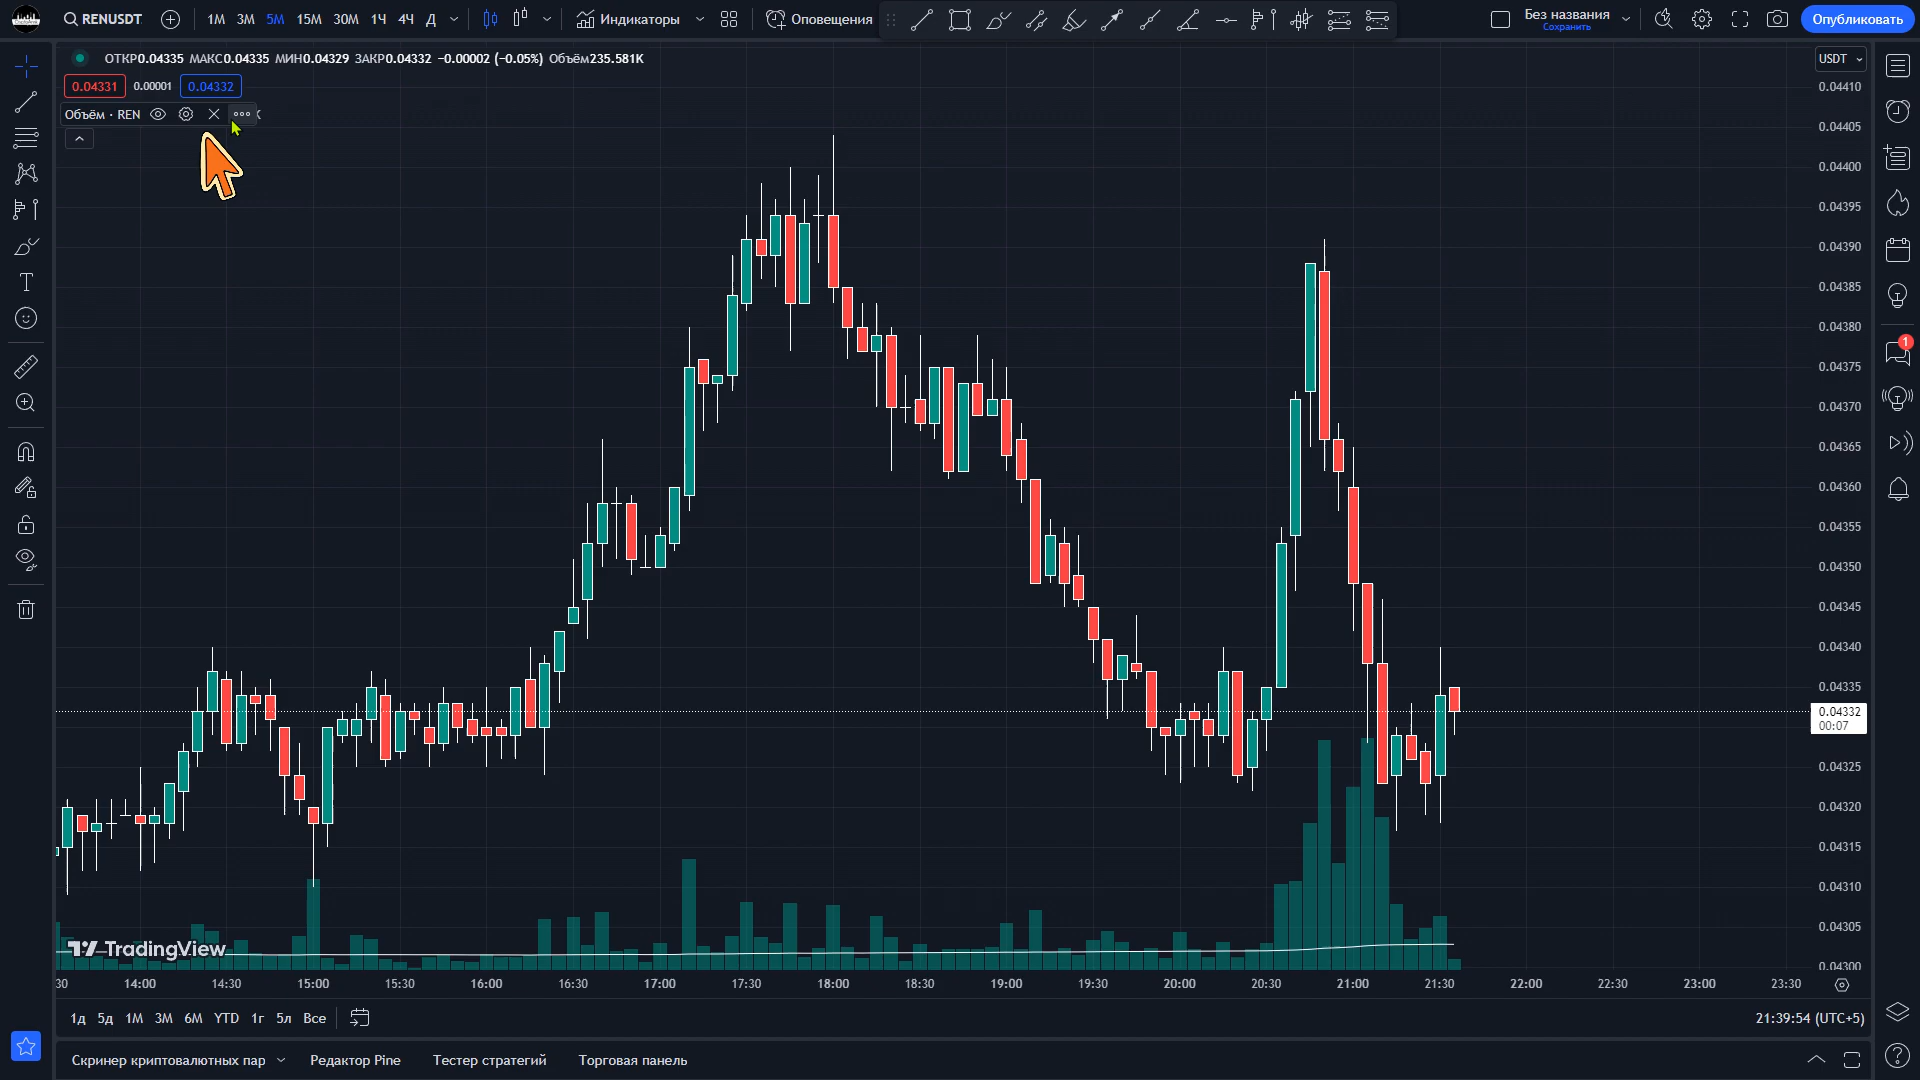 RENUSDT 1М 3М 5М 15М 30М 1Ч 4Ч Д Индикаторы Оповещения Без названия Сохранить Опубликовать
ОТКР0.04335 МАКС0.04335 МИН0.04329 ЗАКР0.04332 −0.00002 (−0.05%) Объём235.581K
USDT
0.04331 0.00001 0.04332
Объём · REN
0.04410
0.04405
0.04400
0.04395
0.04390
0.04385
0.04380
0.04375
0.04370
0.04365
0.04360
0.04355
0.04350
0.04345
0.04340
0.04335
0.04332
00:07
0.04325
0.04320
0.04315
0.04310
0.04305
0.04300
1
TradingView
:30 14:00 14:30 15:00 15:30 16:00 16:30 17:00 17:30 18:00 18:30 19:00 19:30 20:00 20:30 21:00 21:30 22:00 22:30 23:00 23:30
1д 5д 1М 3М 6М YTD 1г 5л Все
21:39:54 (UTC+5)
Скринер криптовалютных пар Редактор Pine Тестер стратегий Торговая панель